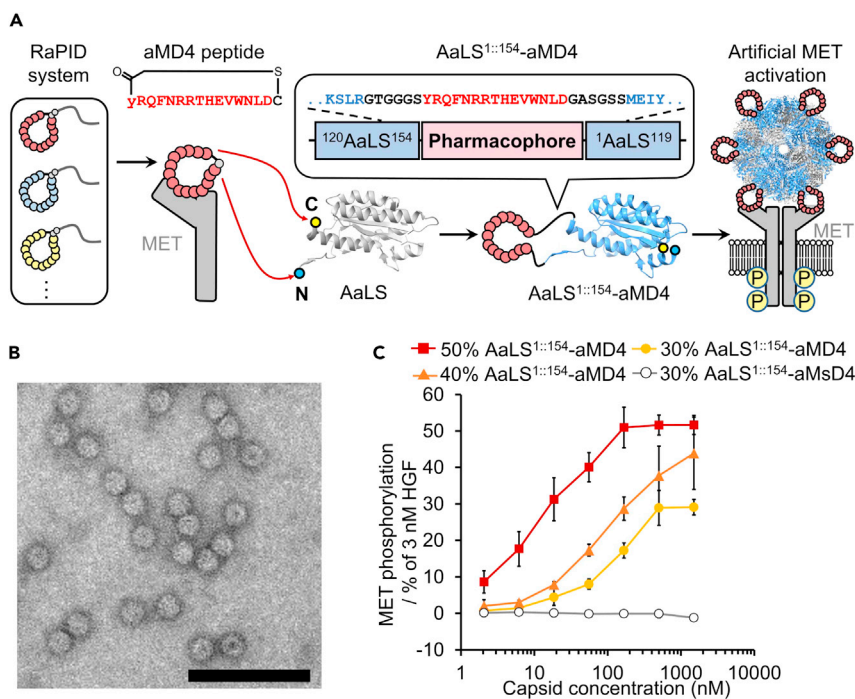 A
RaPID
system
aMD4 peptide
O
S
yRQFNRRTHEVWNLDC
MET
AaLS1::154-aMD4
..KSLRGTGGGSYRQFNRRTHEVWNLDGASGSSMEIY..
120AaLS154
Pharmacophore
1AaLS119
C
N
AaLS
AaLS1::154-aMD4
Artificial MET
activation
MET
P P
P P
B
C
50% AaLS1::154-aMD4
30% AaLS1::154-aMD4
40% AaLS1::154-aMD4
30% AaLS1::154-aMsD4
MET phosphorylation
/ % of 3 nM HGF
60
50
40
30
20
10
0
-10
1 10 100 1000 10000
Capsid concentration (nM)